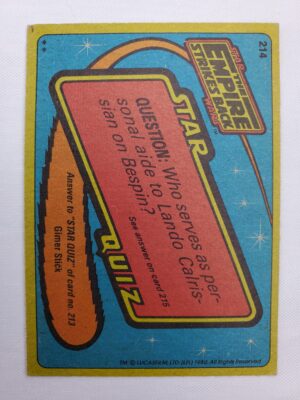 214
STAR
THE
EMPIRE
STRIKES BACK
WARS
TM
STAR
QUIZ
QUESTION: Who serves as per-
sonal aide to Lando Calris-
sian on Bespin?
See answer on card 215
Answer to "STAR QUIZ" of card no. 213
Gimer Stick
**
TM: © LUCASFILM LTD (LFL) 1980. All Rights Reserved